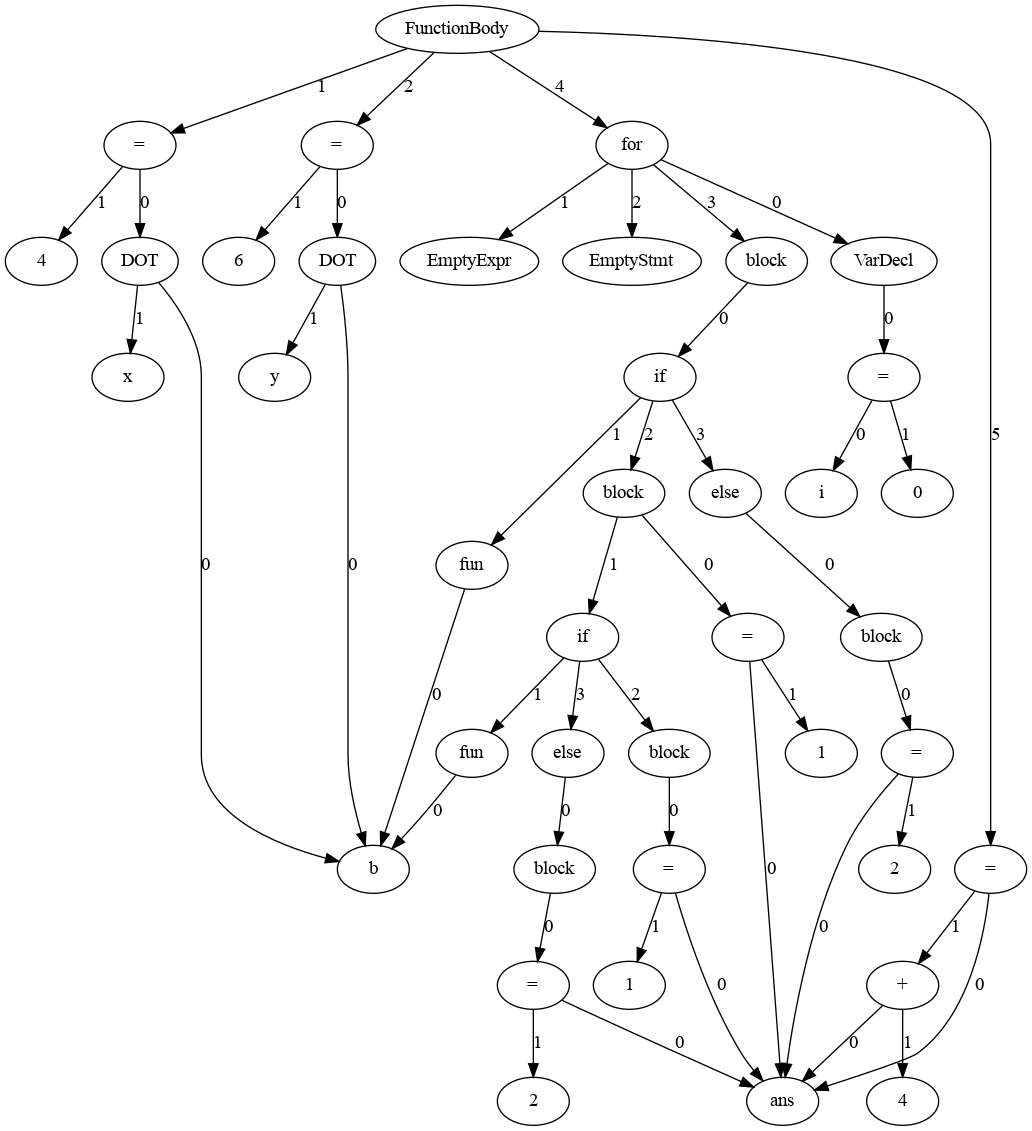 FunctionBody
1 2 4
= = for
1 0 1 0 1 2 3 0
4 DOT 6 DOT EmptyExpr EmptyStmt block VarDecl
1 1 0 0
x y if =
1 2 3 0 1 5
block else i 0
0 0 fun 1 0 0
if = block
0 1 3 2 1 0
fun else block 1 =
0 0 0 1
b block = 0 2 =
0 1 0 0 1
= 1 0 +
1 0 0 1
2 ans 4